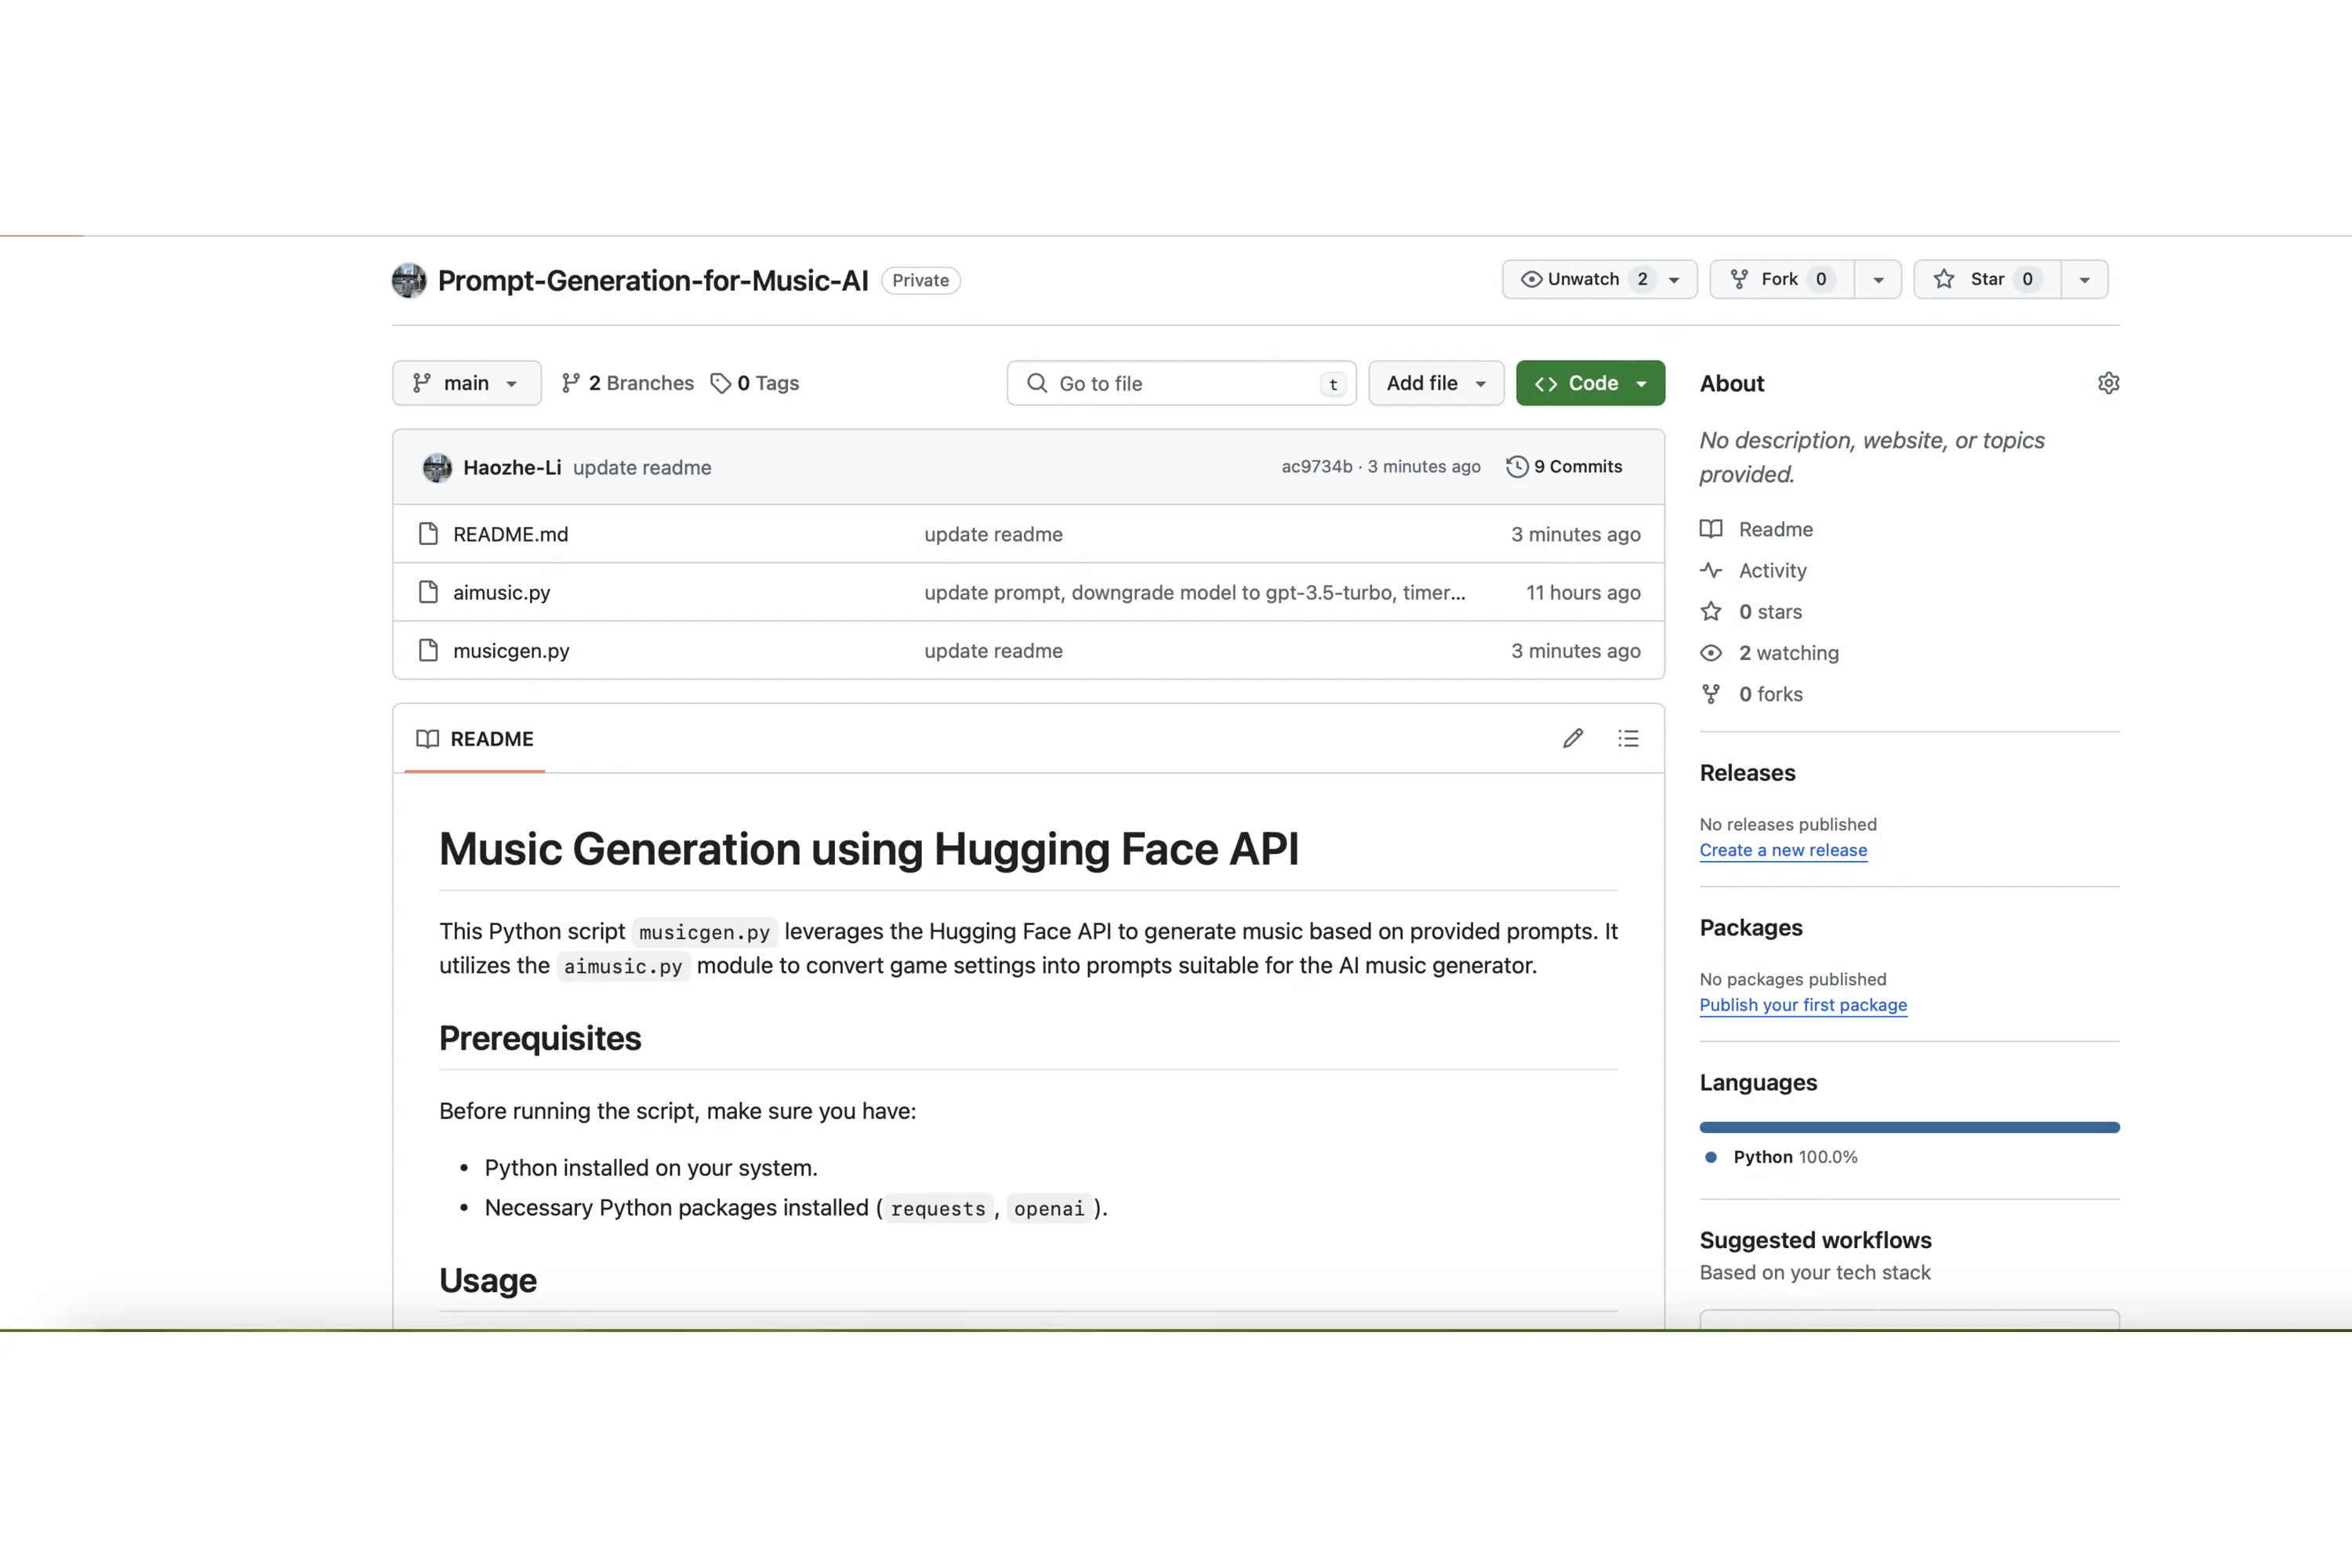 Prompt-Generation-for-Music-AI Private
Unwatch 2 Fork 0 Star 0
main 2 Branches 0 Tags Go to file t Add file Code
Haozhe-Li update readme ac9734b · 3 minutes ago 9 Commits
README.md update readme 3 minutes ago
aimusic.py update prompt, downgrade model to gpt-3.5-turbo, timer... 11 hours ago
musicgen.py update readme 3 minutes ago
README
Music Generation using Hugging Face API
This Python script musicgen.py leverages the Hugging Face API to generate music based on provided prompts. It
utilizes the aimusic.py module to convert game settings into prompts suitable for the AI music generator.
Prerequisites
Before running the script, make sure you have:
• Python installed on your system.
• Necessary Python packages installed ( requests , openai ).
Usage
About
No description, website, or topics
provided.
Readme
Activity
0 stars
2 watching
0 forks
Releases
No releases published
Create a new release
Packages
No packages published
Publish your first package
Languages
Python 100.0%
Suggested workflows
Based on your tech stack